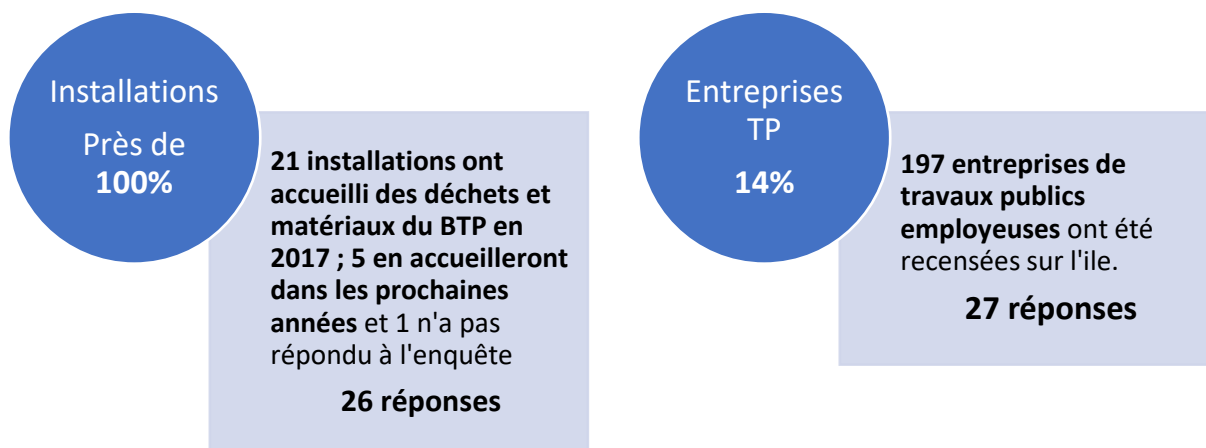 Installations
Près de
100%
21 installations ont
accueilli des déchets et
matériaux du BTP en
2017 ; 5 en accueilleront
dans les prochaines
années et 1 n'a pas
répondu à l'enquête
26 réponses
Entreprises
TP
14%
197 entreprises de
travaux publics
employeuses ont été
recensées sur l'ile.
27 réponses